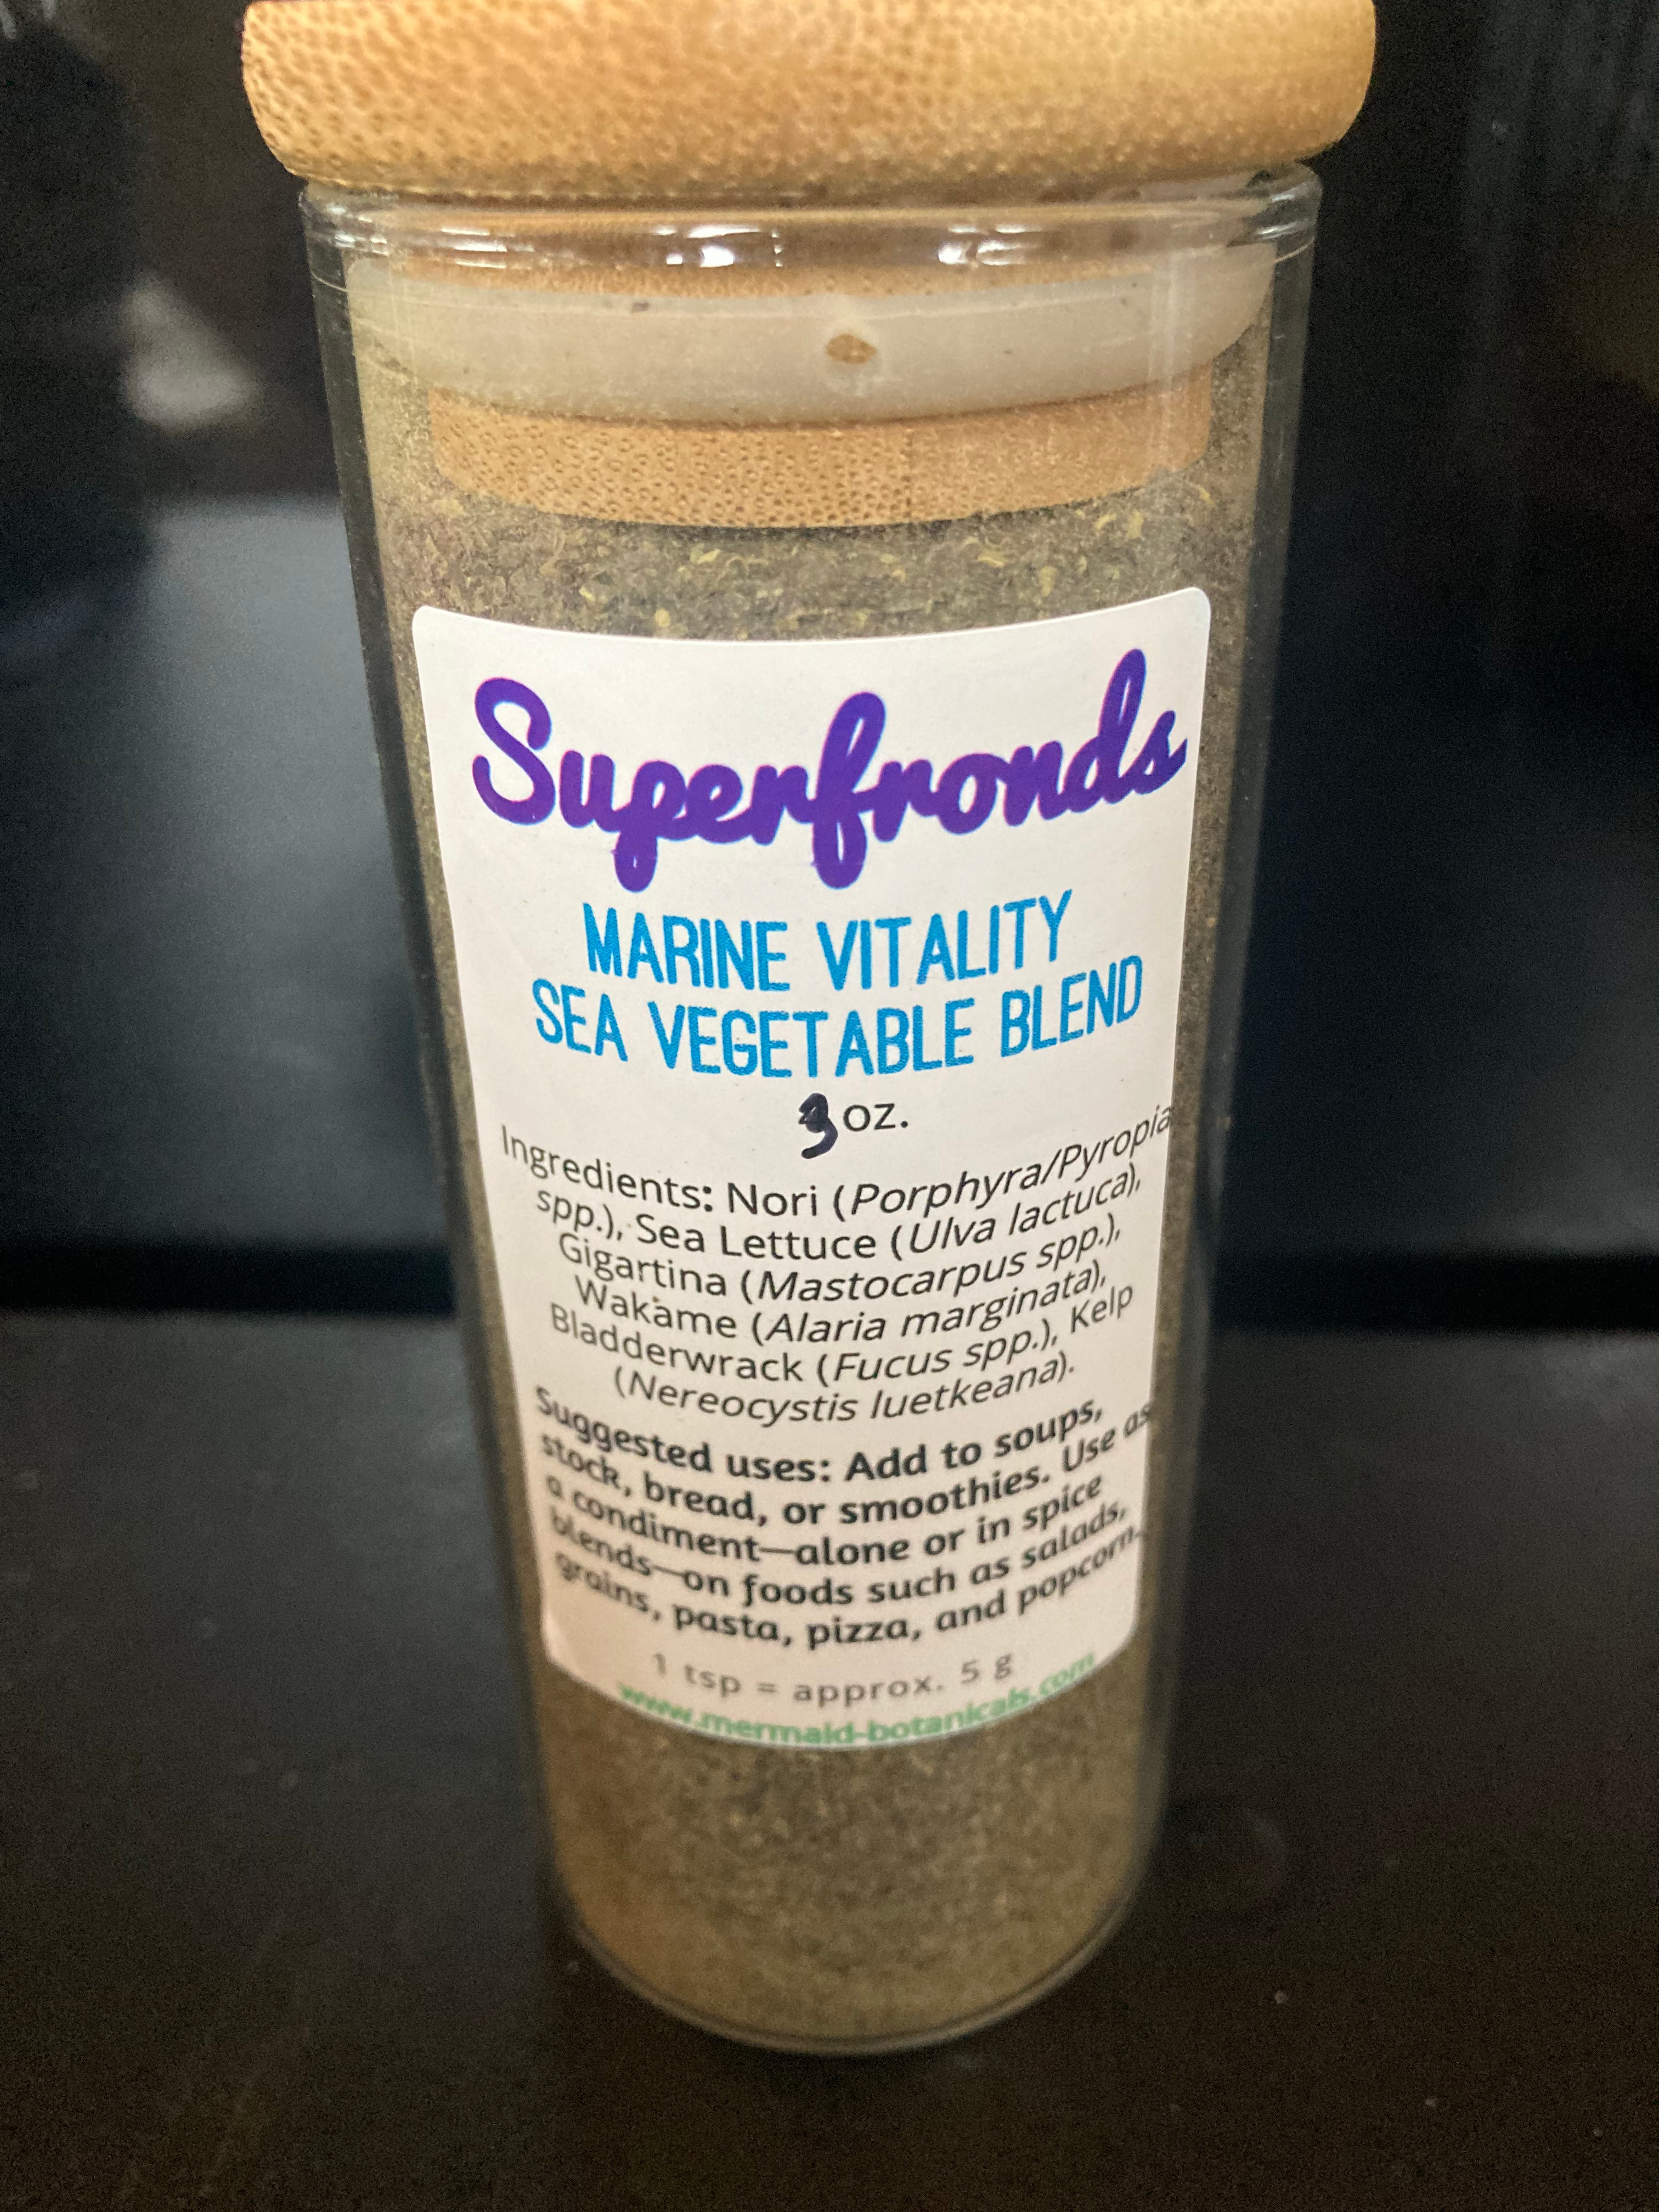 Superfronds
MARINE VITALITY
SEA VEGETABLE BLEND
3 oz.
Ingredients: Nori (Porphyra/Pyropia
spp.), Sea Lettuce (Ulva lactuca),
Gigartina (Mastocarpus spp.),
Wakame (Alaria marginata),
Bladderwrack (Fucus spp.), Kelp
(Nereocystis luetkeana).
Suggested uses: Add to soups,
stock, bread, or smoothies. Use as
a condiment—alone or in spice
blends—on foods such as salads,
grains, pasta, pizza, and popcorn.
1 tsp = approx. 5 g
www.mermaid-botanicals.com